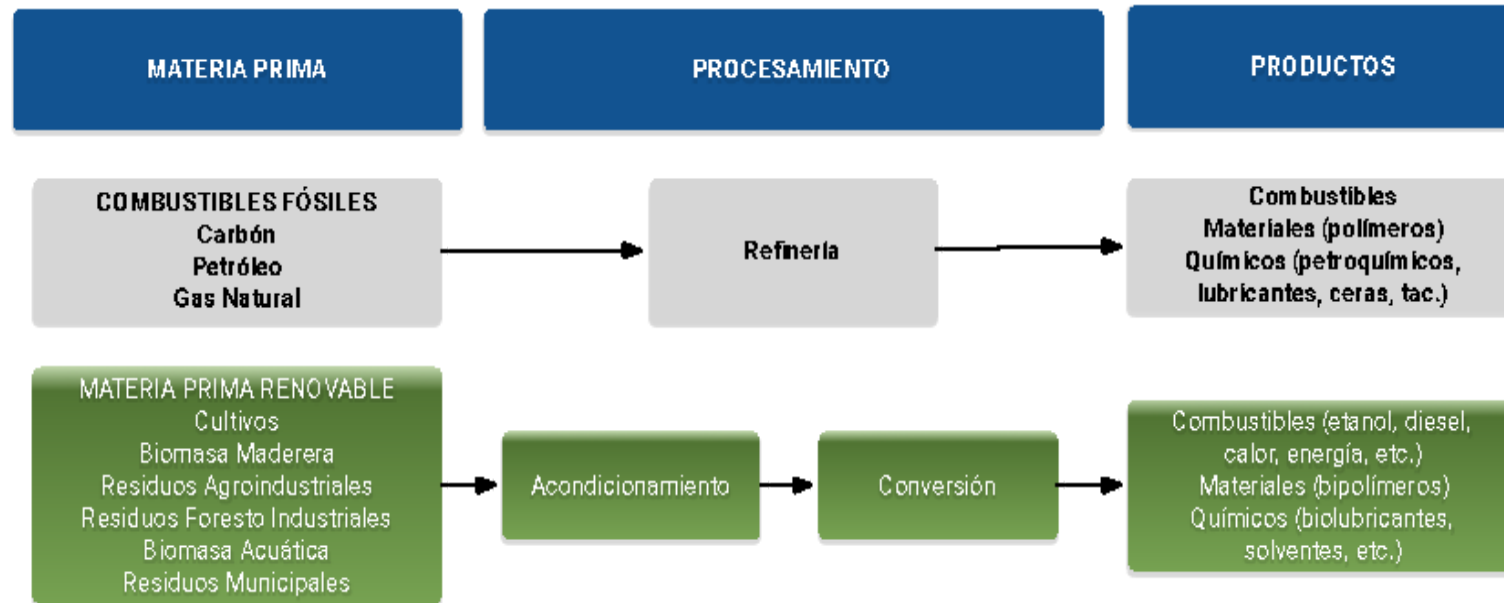 MATERIA PRIMA
PROCESAMIENTO
PRODUCTOS
COMBUSTIBLES FÓSILES
Carbón
Petróleo
Gas Natural
Refinería
Combustibles
Materiales (polímeros)
Químicos (petroquímicos,
lubricantes, ceras, tac.)
MATERIA PRIMA RENOVABLE
Cultivos
Biomasa Maderera
Residuos Agroindustriales
Residuos Foresto Industriales
Biomasa Acuática
Residuos Municipales
Acondicionamiento
Conversión
Combustibles (etanol, diesel,
calor, energía, etc.)
Materiales (bipolímeros)
Químicos (biolubricantes,
solventes, etc.)